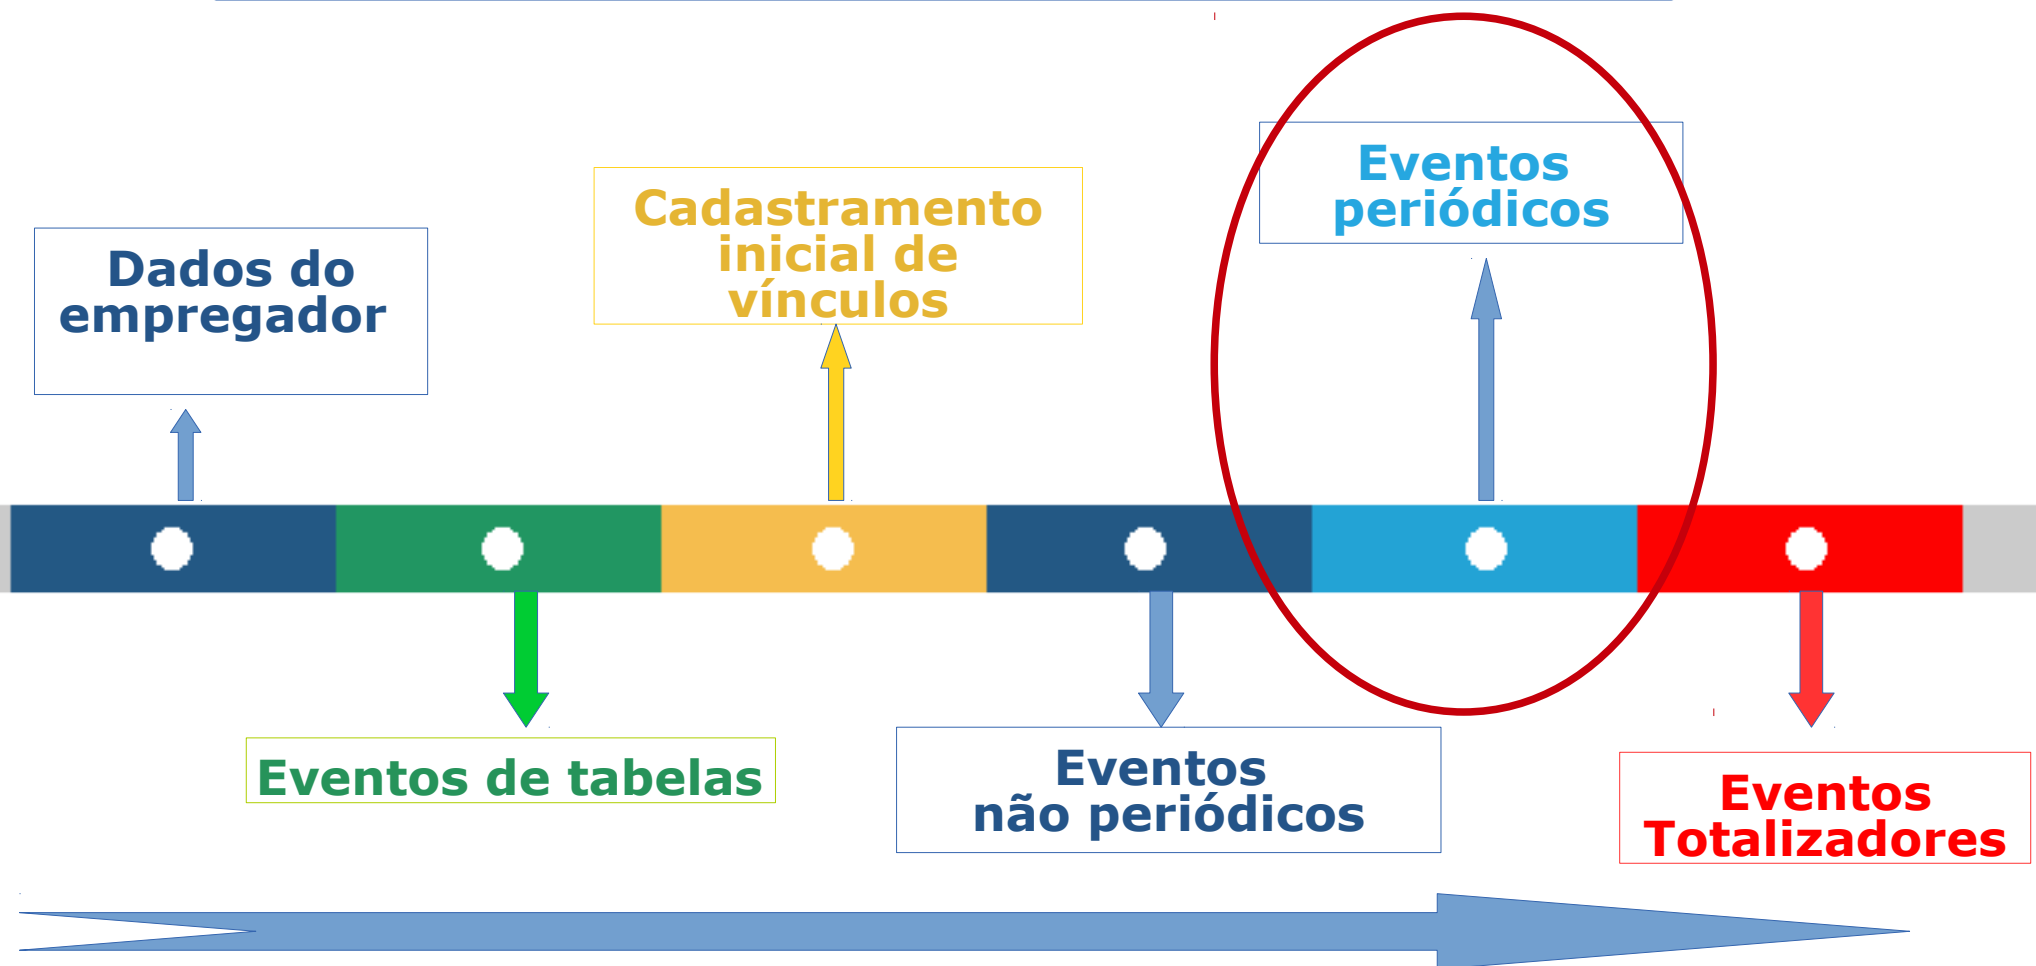 Dados do
empregador
Eventos de tabelas
Cadastramento
inicial de
vínculos
Eventos
não periódicos
Eventos
periódicos
Eventos
Totalizadores